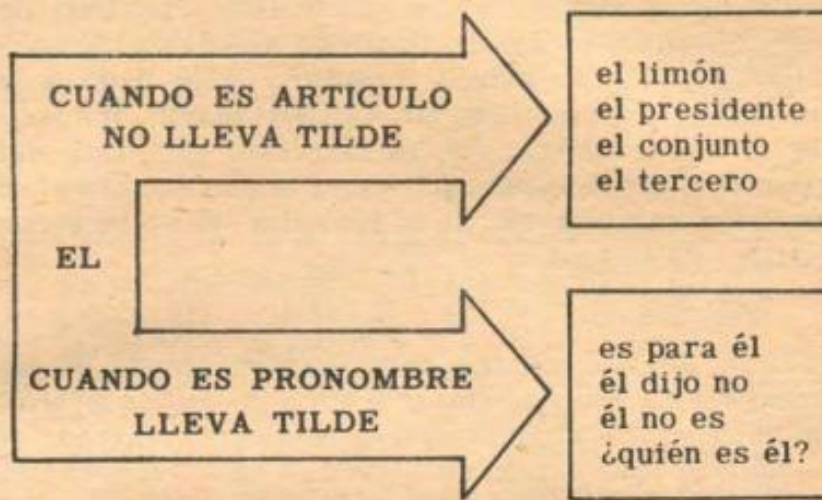 CUANDO ES ARTICULO
NO LLEVA TILDE
el limón
el presidente
el conjunto
el tercero
EL
CUANDO ES PRONOMBRE
LLEVA TILDE
es para él
él dijo no
él no es
¿quién es él?